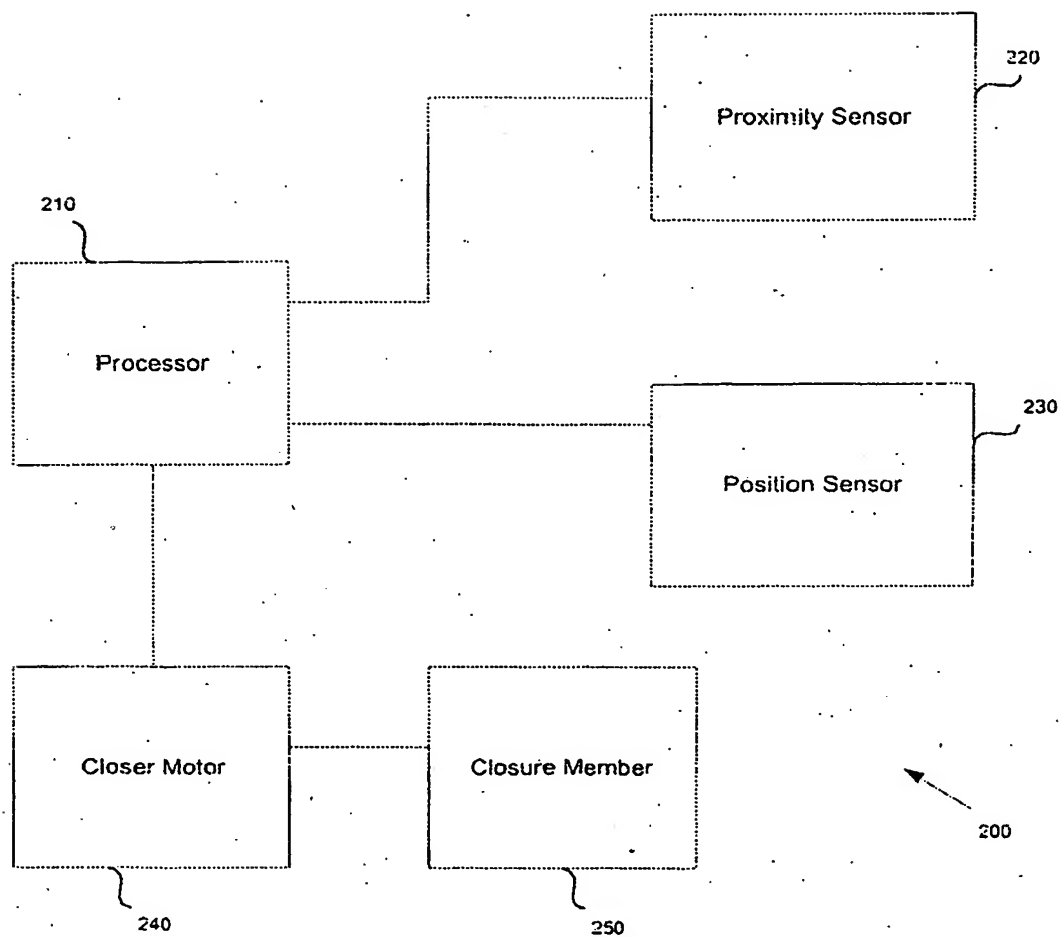 220
Proximity Sensor
210
Processor
230
Position Sensor
Closer Motor
Closure Member
200
240
250